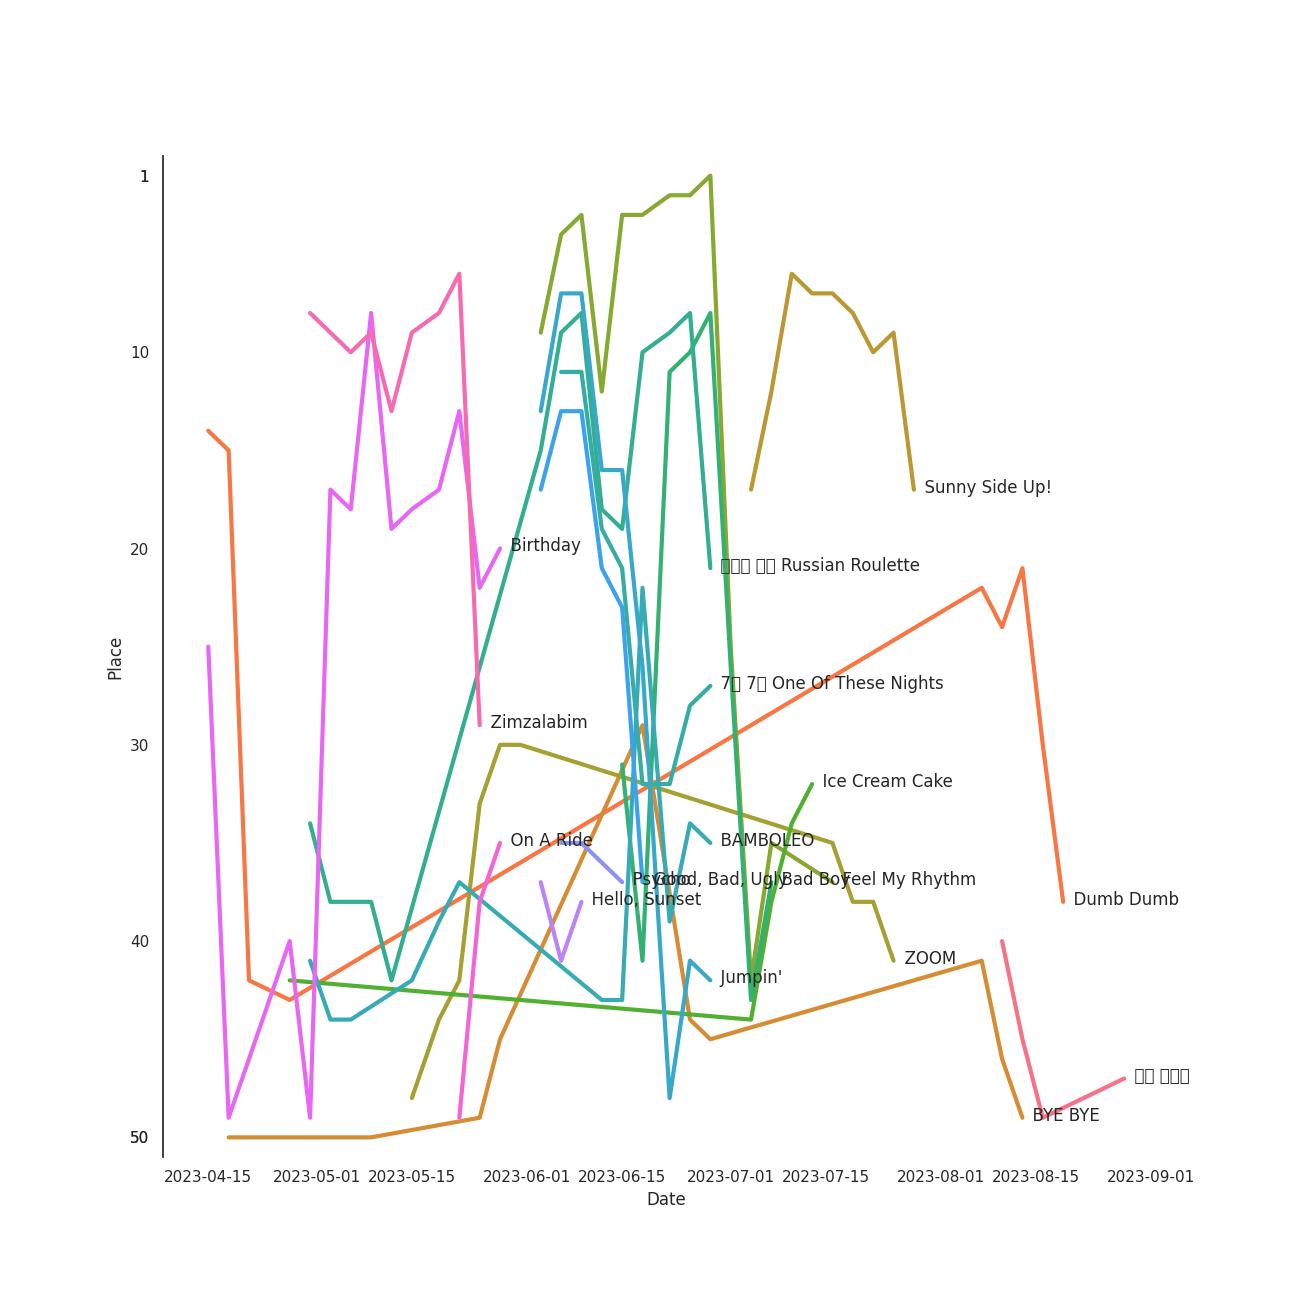 1
10
20
30
40
50
Place
2023-04-15
2023-05-01
2023-05-15
2023-06-01
2023-06-15
2023-07-01
2023-07-15
2023-08-01
2023-08-15
2023-09-01
Date
Sunny Side Up!
Birthday
Russian Roulette
7 7 One Of These Nights
Zimzalabim
Ice Cream Cake
On A Ride
BAMBOLEO
Psycho
Good, Bad, Ugly
Bad Boy
Feel My Rhythm
Hello, Sunset
Dumb Dumb
ZOOM
Jumpin'
BYE BYE